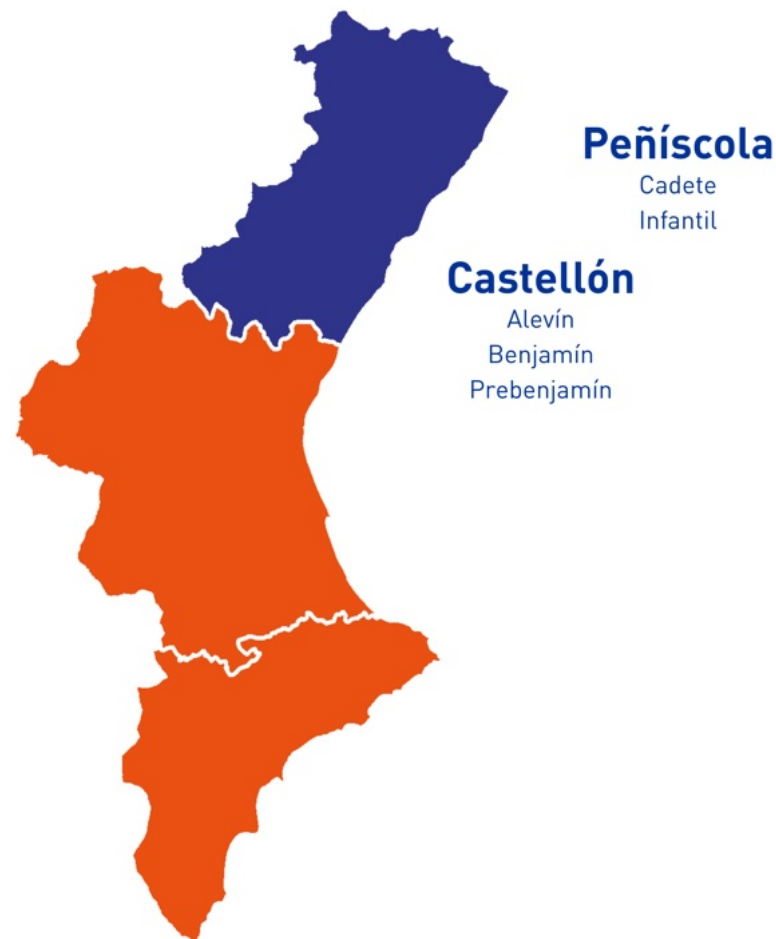 Peñíscola
Cadete
Infantil
Castellón
Alevín
Benjamín
Prebenjamín